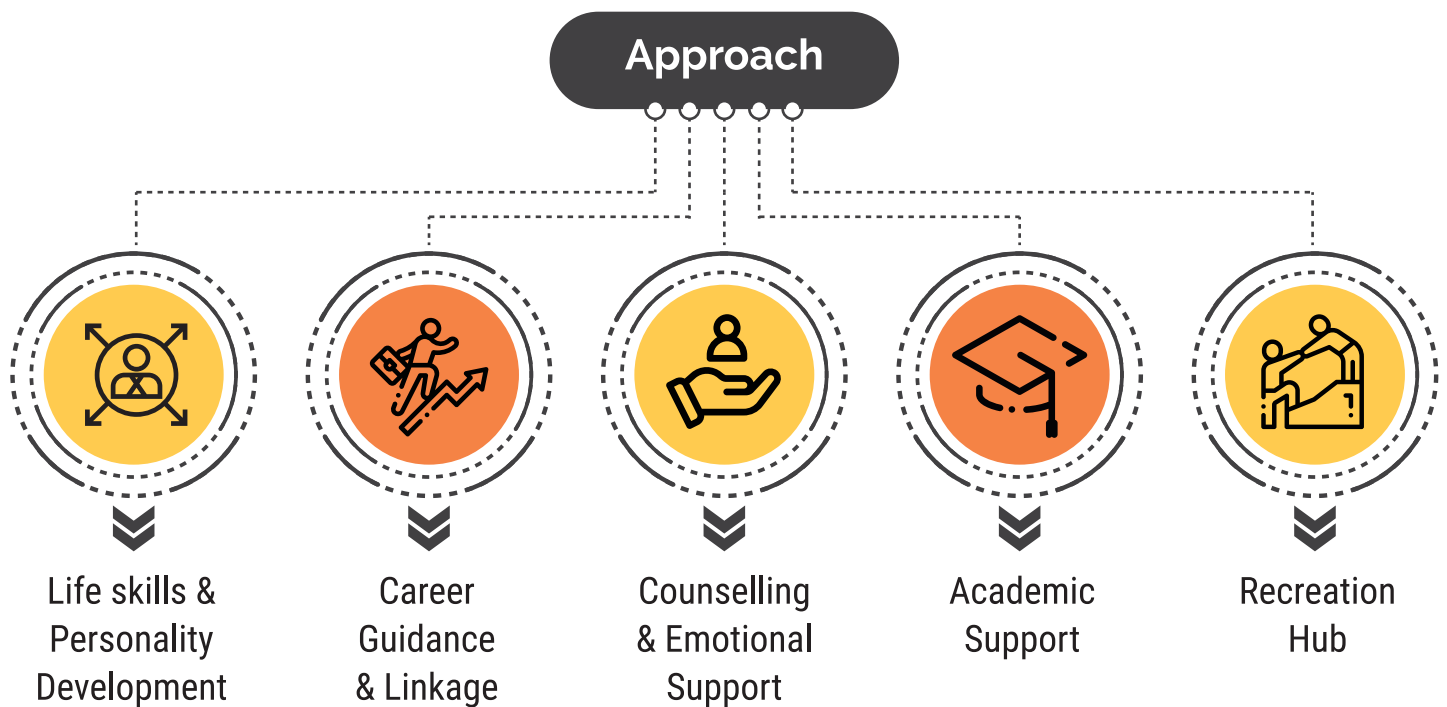 Approach
Life skills &
Personality
Development
Career
Guidance
& Linkage
Counselling
& Emotional
Support
Academic
Support
Recreation
Hub